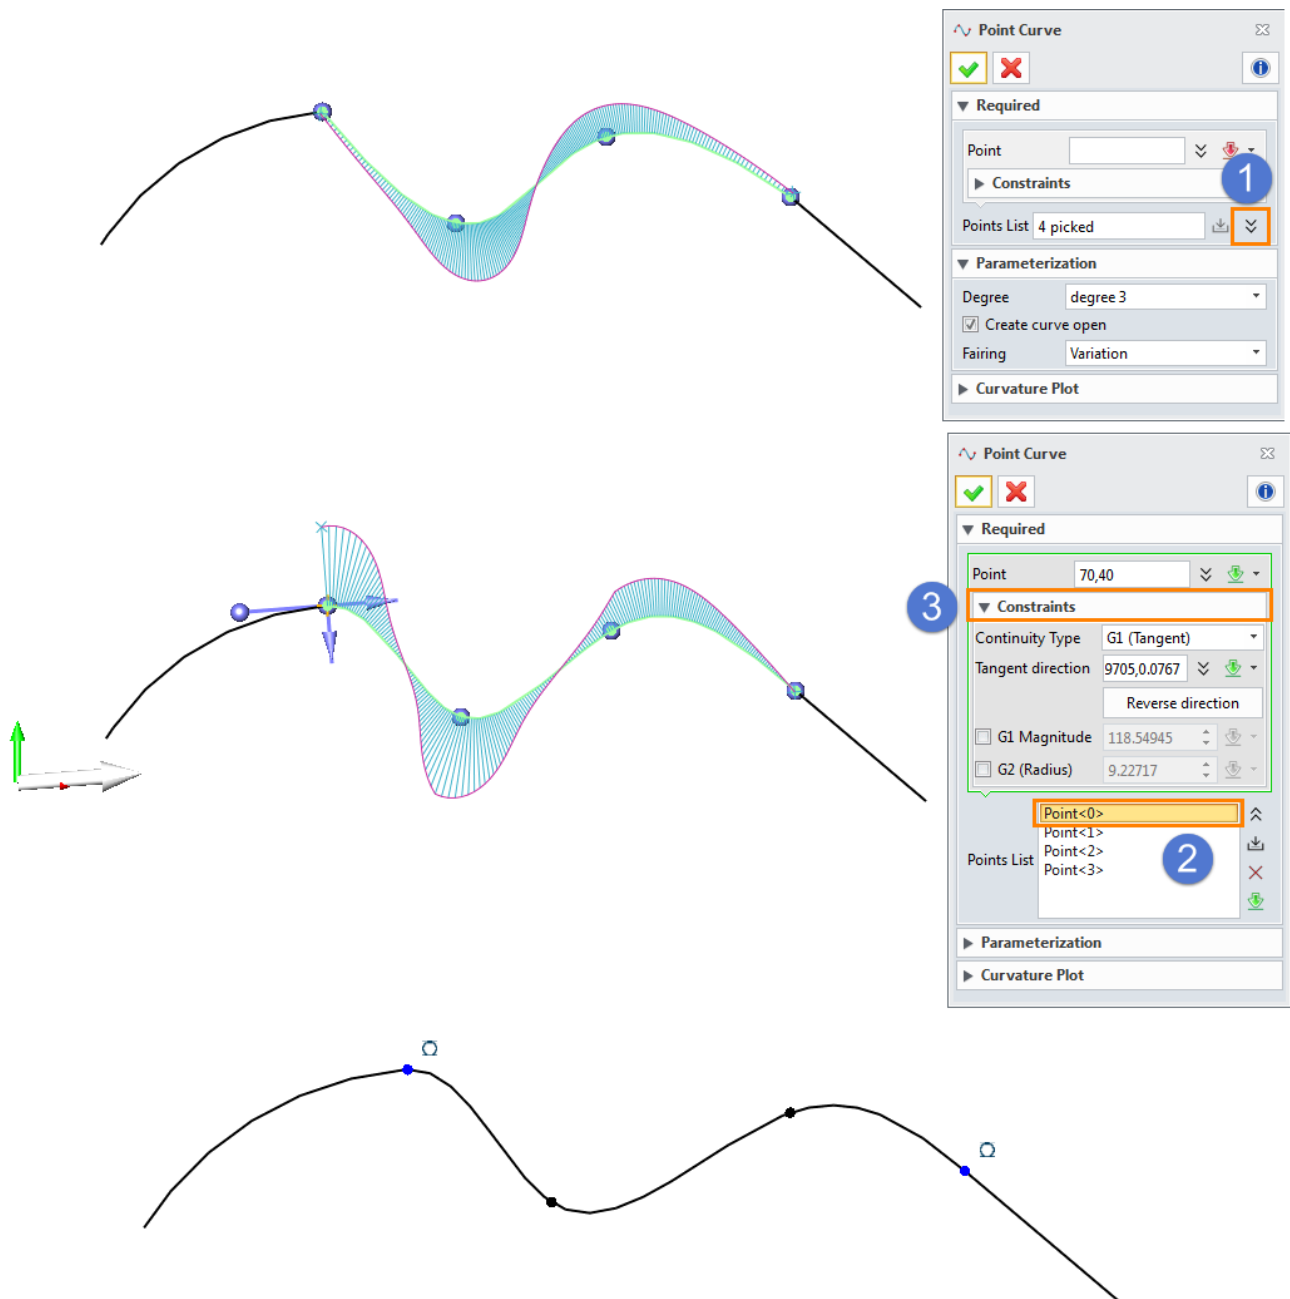 Point Curve
Required
Point
Constraints
1
Points List 4 picked
Parameterization
Degree degree 3
Create curve open
Fairing Variation
Curvature Plot
Point Curve
Required
Point 70,40
3
Constraints
Continuity Type G1 (Tangent)
Tangent direction 9705,0.0767
Reverse direction
G1 Magnitude 118.54945
G2 (Radius) 9.22717
Point<0>
Point<1>
Point<2>
2
Points List
Point<3>
Parameterization
Curvature Plot